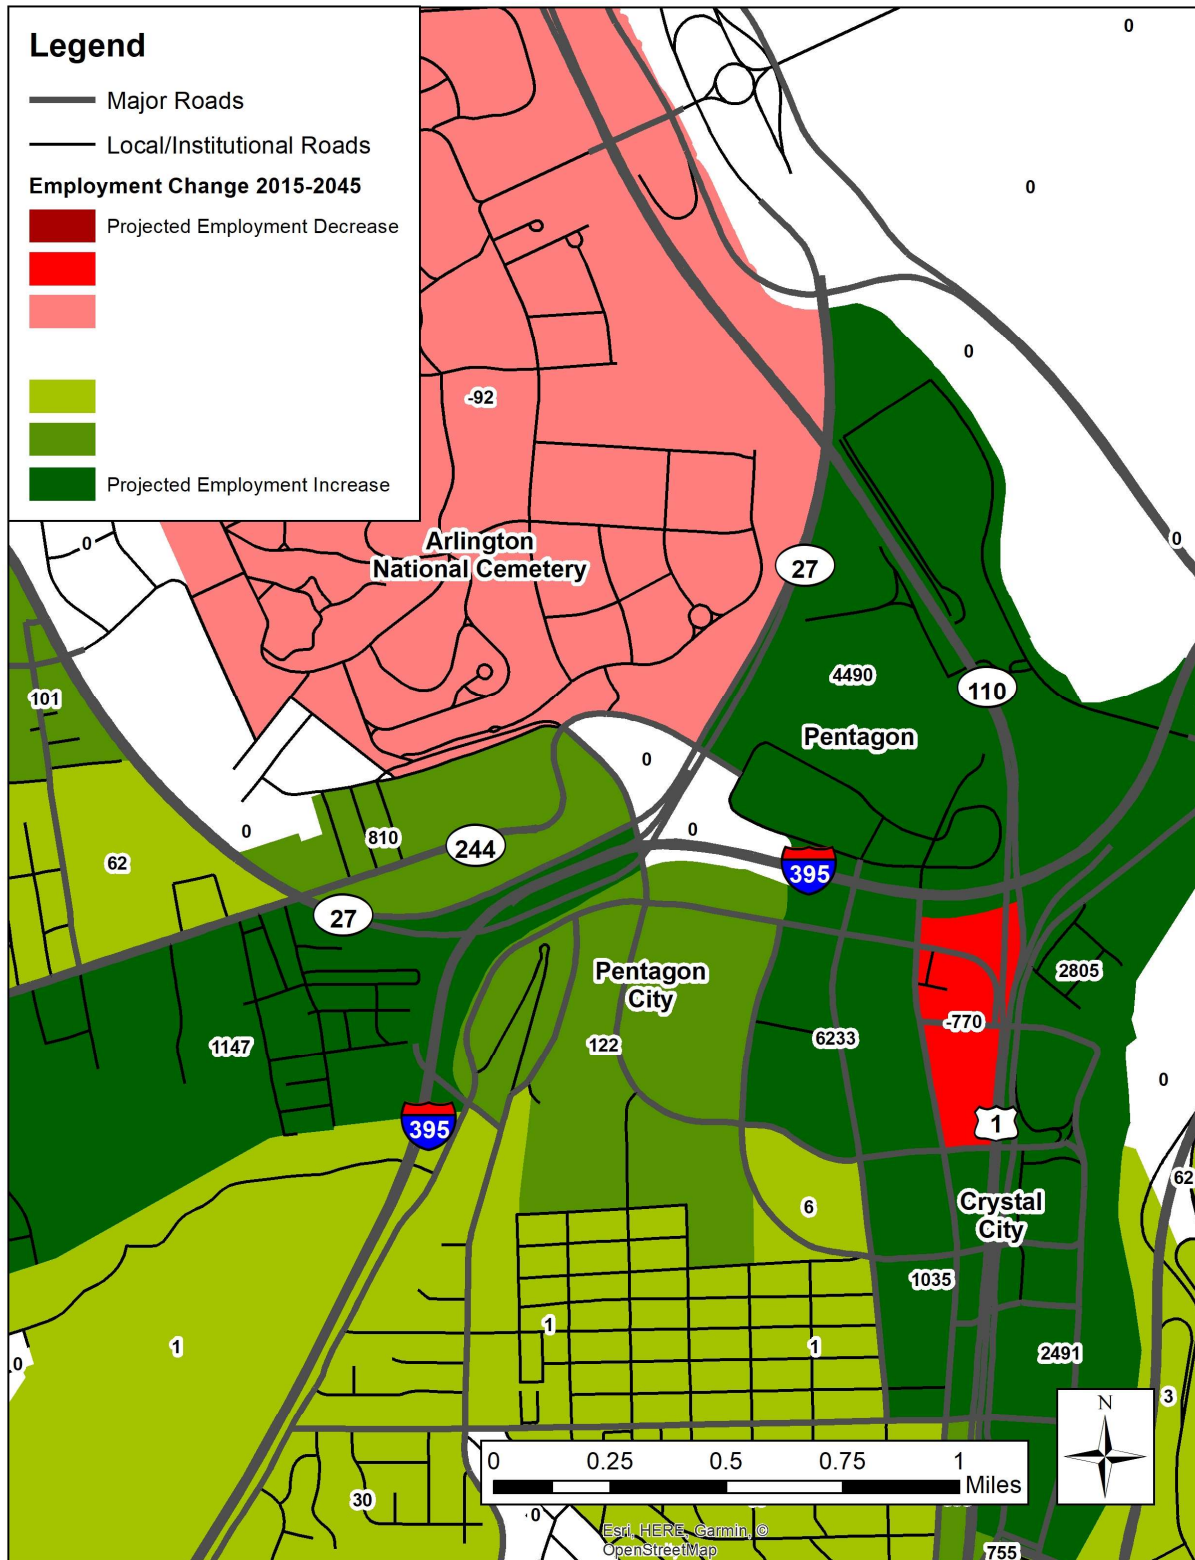 Legend
Major Roads
Local/Institutional Roads
Employment Change 2015-2045
Projected Employment Decrease
Projected Employment Increase
0
0
0
-92
0
Arlington
National Cemetery
0
27
101
4490
110
Pentagon
0
0
0
810
244
62
395
27
Pentagon
City
2805
122
-770
6233
1147
0
395
1
62
Crystal
City
6
1035
1
1
1
2491
0
3
N
0 0.25 0.5 0.75 1
Miles
30
0
Esri, HERE, Garmin, ©
OpenStreetMap
755